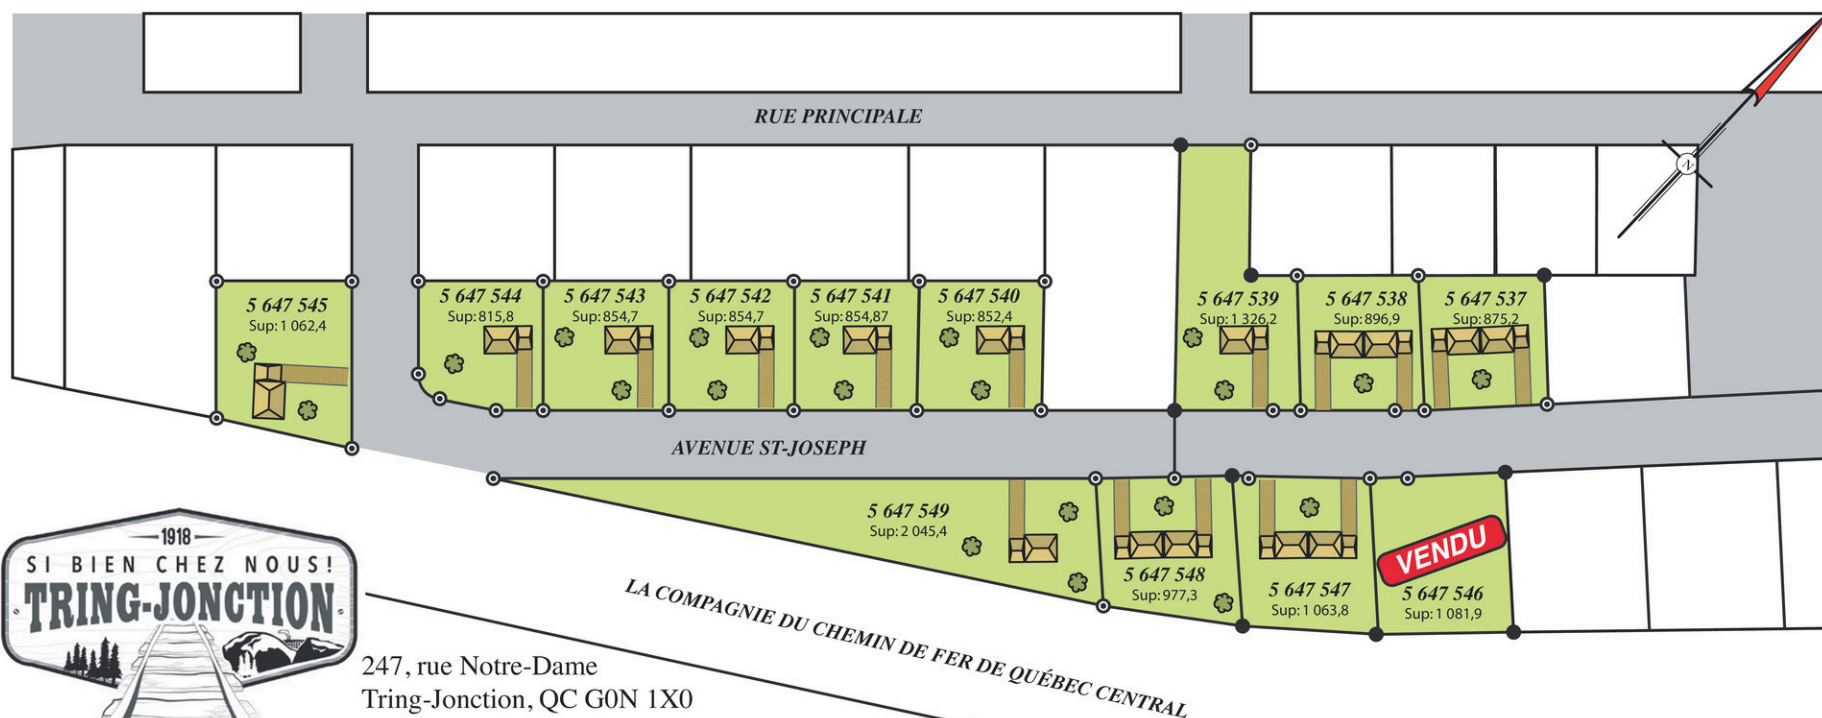 RUE PRINCIPALE
N
5 647 545
Sup: 1 062,4
5 647 544
Sup: 815,8
5 647 543
Sup: 854,7
5 647 542
Sup: 854,7
5 647 541
Sup: 854,87
5 647 540
Sup: 852,4
5 647 539
Sup: 1 326,2
5 647 538
Sup: 896,9
5 647 537
Sup: 875,2
AVENUE ST-JOSEPH
5 647 549
Sup: 2 045,4
5 647 548
Sup: 977,3
5 647 547
Sup: 1 063,8
VENDU
5 647 546
Sup: 1 081,9
LA COMPAGNIE DU CHEMIN DE FER DE QUÉBEC CENTRAL
1918
SI BIEN CHEZ NOUS!
TRING-JONCTION
247, rue Notre-Dame
Tring-Jonction, QC G0N 1X0